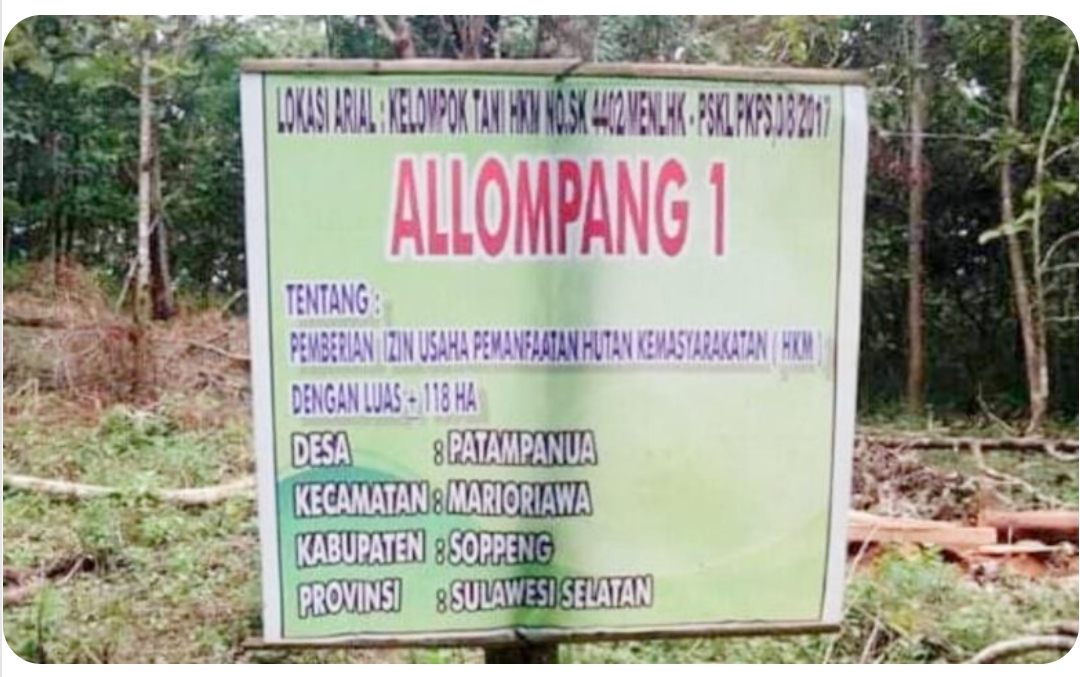 LOKASI ARIAL : KELOMPOK TANI HKM NO.SK 4402/MENLHK - PSKL/PKPS.0/8/2017
ALLOMPANG 1
TENTANG :
PEMBERIAN IZIN USAHA PEMANFAATAN HUTAN KEMASYARAKATAN ( HKM )
DENGAN LUAS ± 118 HA
DESA : PATAMPANUA
KECAMATAN : MARIORIAWA
KABUPATEN : SOPPENG
PROVINSI : SULAWESI SELATAN